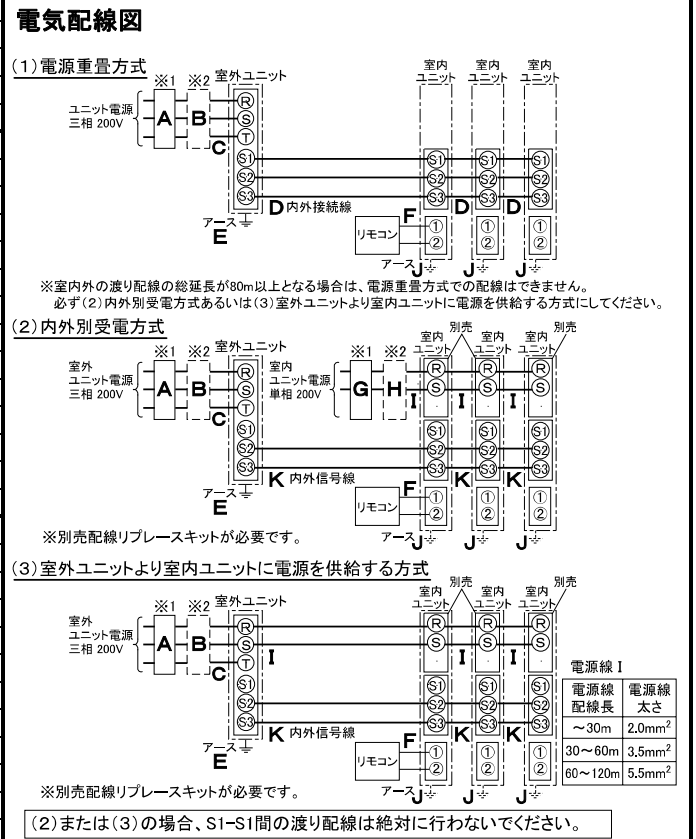 電気配線図
(1)電源重畳方式
※1 ※2 室外ユニット
室内ユニット 室内ユニット 室内ユニット
ユニット電源
三相 200V
A B C
R
S
T
S1 S1 S1 S1
S2 S2 S2 S2
S3 S3 S3 S3
D 内外接続線 F D D
アース
E
リモコン
① ① ①
② ② ②
アース J J J
※室内外の渡り配線の総延長が80m以上となる場合は、電源重畳方式での配線はできません。
必ず(2)内外別受電方式あるいは(3)室外ユニットより室内ユニットに電源を供給する方式にしてください。
(2)内外別受電方式
別売 別売
※1 ※2 室外ユニット ※1 ※2 室内ユニット 室内ユニット 室内ユニット
室外
ユニット電源
三相 200V
A B C
室内
ユニット電源
単相 200V
G H I I I
R R R R
S S S S
T
S1 S1 S1 S1
S2 S2 S2 S2
S3 S3 S3 S3
K 内外信号線 F K K
アース
E
リモコン
① ① ①
② ② ②
アース J J J
※別売配線リプレースキットが必要です。
(3)室外ユニットより室内ユニットに電源を供給する方式
別売 別売
※1 ※2 室外ユニット 室内ユニット 室内ユニット 室内ユニット
室外
ユニット電源
三相 200V
A B C
R R R R
S S S S
T I I I
S1 S1 S1 S1
S2 S2 S2 S2
S3 S3 S3 S3
K 内外信号線 F K K
アース
E
リモコン
① ① ①
② ② ②
アース J J J
電源線 I
電源線配線長 電源線太さ
～30m 2.0mm²
30～60m 3.5mm²
60～120m 5.5mm²
※別売配線リプレースキットが必要です。
(2)または(3)の場合、S1-S1間の渡り配線は絶対に行わないでください。